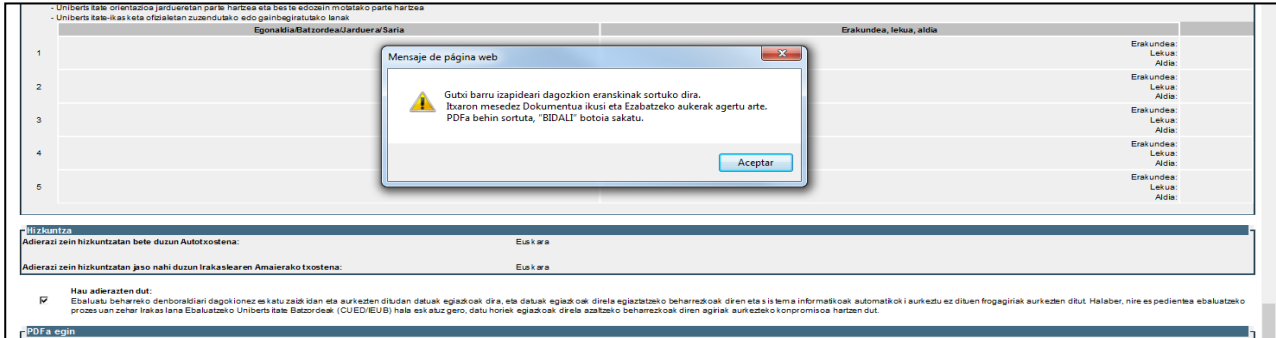 - Unibertsitate orientazioa jardueretan parte hartzea eta beste edozein motatako parte hartzea
- Unibertsitate-ikasketa ofizialetan zuzendutako edo gainbegiratutako lanak
Egonaldia/Batzordea/Jarduera/Saria Erakundea, lekua, aldia
Erakundea:
1 Lekua:
Aldia:
Erakundea:
2 Lekua:
Aldia:
Erakundea:
3 Lekua:
Aldia:
Erakundea:
4 Lekua:
Aldia:
Erakundea:
5 Lekua:
Aldia:
Mensaje de página web
Gutxi barru izapideari dagozkion eranskinak sortuko dira.
Itxaron mesedez Dokumentua ikusi eta Ezabatzeko aukerak agertu arte.
PDFa behin sortuta, "BIDALI" botoia sakatu.
Aceptar
Hizkuntza
Adierazi zein hizkuntzatan bete duzun Autotxostena: Euskara
Adierazi zein hizkuntzatan jaso nahi duzun Irakaslearen Amaierako txostena: Euskara
Hau adierazten dut:
Ebaluatu beharreko denboraldiari dagokionez eskatu zaizkidan eta aurkezten ditudan datuak egiazkoak dira, eta datuak egiazkoak direla egiaztatzeko beharrezkoak diren eta sistema informatikoak automatikoki aurkeztu ez dituen frogagiriak aurkezten ditut. Halaber, nire espedientea ebaluatzeko
prozesuan zehar Irakaslana Ebaluatzeko Unibertsitate Batzordeak (CUED/IEUB) hala eskatuz gero, datu horiek egiazkoak direla azaltzeko beharrezkoak diren agiriak aurkezteko konpromisoa hartzen dut.
PDFa egin